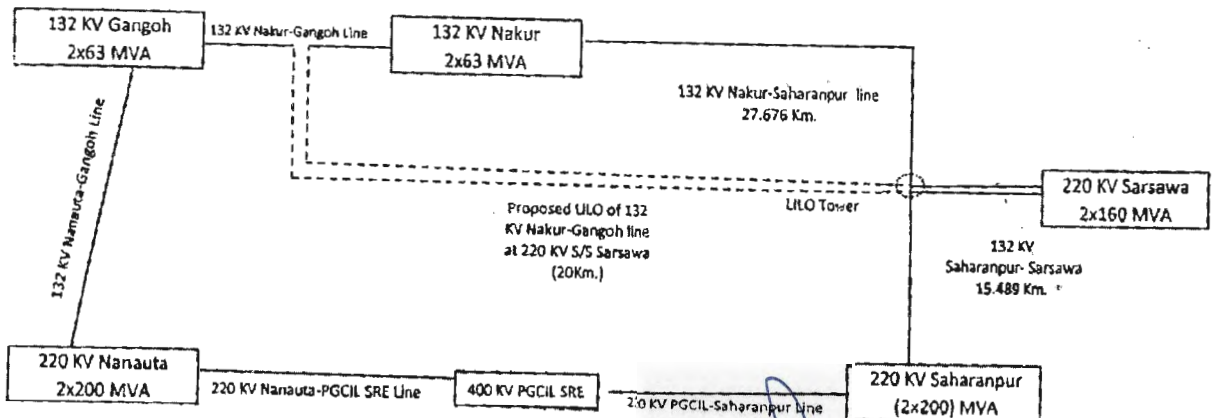 132 KV Gangoh
2x63 MVA
132 KV Nakur-Gangoh Line
132 KV Nakur
2x63 MVA
132 KV Nakur-Saharanpur line
27.676 Km.
132 KV Nanauta-Gangoh Line
Proposed LILO of 132
KV Nakur-Gangoh line
at 220 KV S/S Sarsawa
(20Km.)
LILO Tower
220 KV Sarsawa
2x160 MVA
132 KV
Saharanpur- Sarsawa
15.489 Km.
220 KV Nanauta
2x200 MVA
220 KV Nanauta-PGCIL SRE Line
400 KV PGCIL SRE
KV PGCIL-Saharanpur Line
220 KV Saharanpur
(2x200) MVA